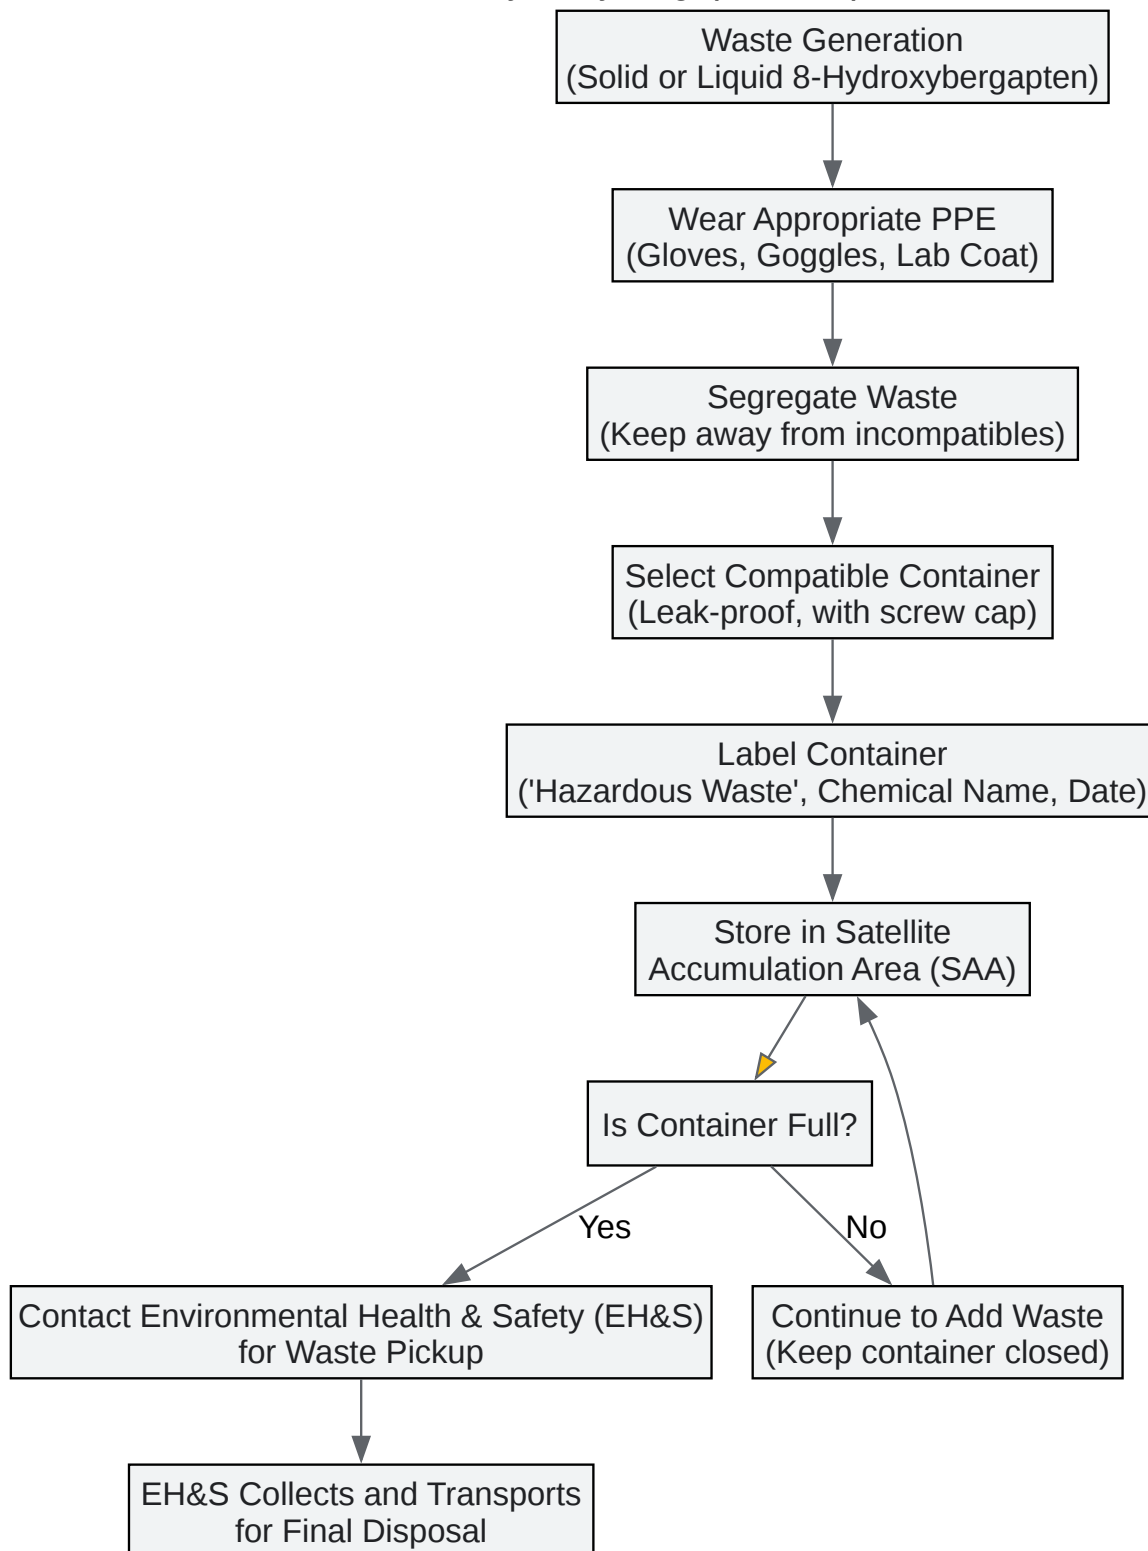 Waste Generation
(Solid or Liquid 8-Hydroxybergapten)
Wear Appropriate PPE
(Gloves, Goggles, Lab Coat)
Segregate Waste
(Keep away from incompatibles)
Select Compatible Container
(Leak-proof, with screw cap)
Label Container
('Hazardous Waste', Chemical Name, Date)
Store in Satellite
Accumulation Area (SAA)
Is Container Full?
Yes
No
Contact Environmental Health & Safety (EH&S)
for Waste Pickup
Continue to Add Waste
(Keep container closed)
EH&S Collects and Transports
for Final Disposal